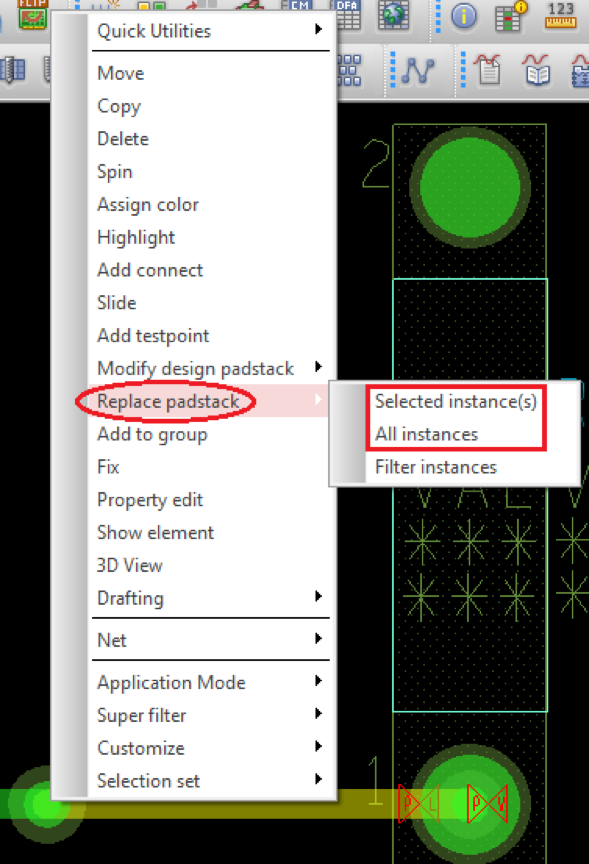 FLIP
CM
DFA
123
Quick Utilities
Move
Copy
Delete
Spin
Assign color
Highlight
Add connect
Slide
Add testpoint
Modify design padstack
Replace padstack
Selected instance(s)
All instances
Filter instances
Add to group
Fix
Property edit
Show element
3D View
Drafting
Net
Application Mode
Super filter
Customize
Selection set
2
VAL
* * * *
* * * *
1
P L P V